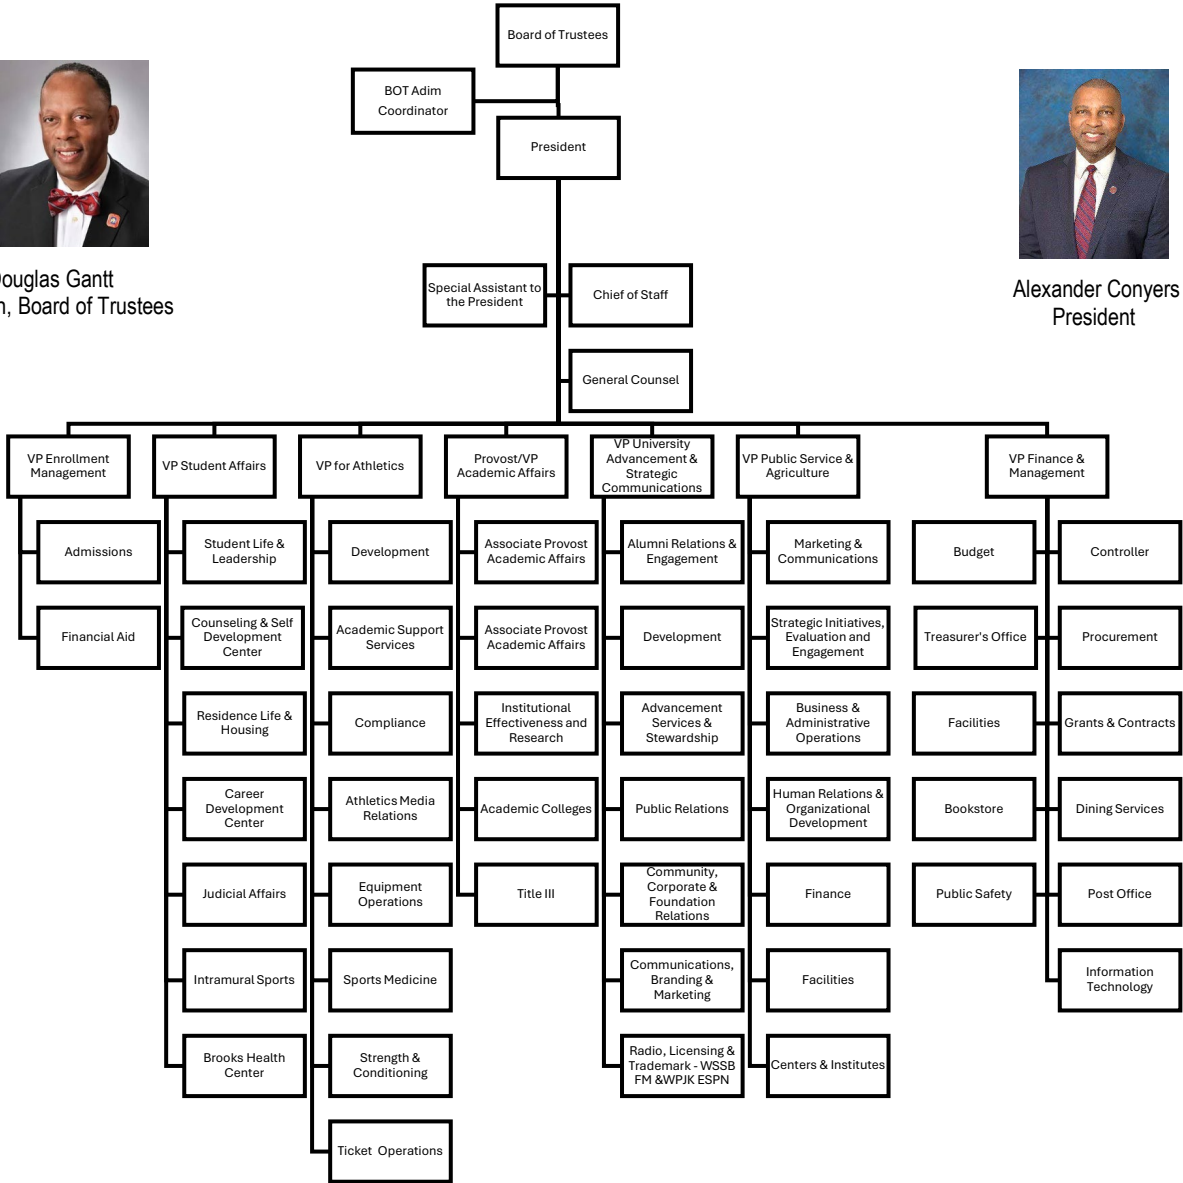 Board of Trustees
BOT Adim
Coordinator
President
Gantt
Board of Trustees
Alexander Conyers
President
Special Assistant to
the President
Chief of Staff
General Counsel
VP Enrollment
Management
Admissions
Financial Aid
VP Student Affairs
Student Life &
Leadership
Counseling & Self
Development
Center
Residence Life &
Housing
Career
Development
Center
Judicial Affairs
Intramural Sports
Brooks Health
Center
VP for Athletics
Development
Academic Support
Services
Compliance
Athletics Media
Relations
Equipment
Operations
Sports Medicine
Strength &
Conditioning
Ticket Operations
Provost/VP
Academic Affairs
Associate Provost
Academic Affairs
Associate Provost
Academic Affairs
Institutional
Effectiveness and
Research
Academic Colleges
Title III
VP University
Advancement &
Strategic
Communications
Alumni Relations &
Engagement
Development
Advancement
Services &
Stewardship
Public Relations
Community,
Corporate &
Foundation
Relations
Communications,
Branding &
Marketing
Radio, Licensing &
Trademark - WSSB
FM &WPJK ESPN
VP Public Service &
Agriculture
Marketing &
Communications
Strategic Initiatives,
Evaluation and
Engagement
Business &
Administrative
Operations
Human Relations &
Organizational
Development
Finance
Facilities
Centers & Institutes
VP Finance &
Management
Budget
Controller
Treasurer's Office
Procurement
Facilities
Grants & Contracts
Bookstore
Dining Services
Public Safety
Post Office
Information
Technology